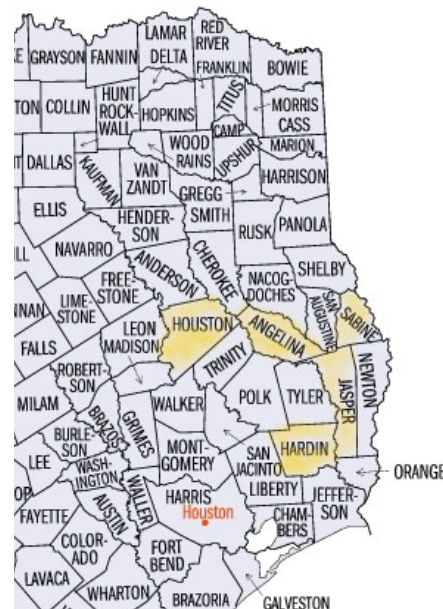 LAMAR
RED
RIVER
E
GRAYSON
FANNIN
DELTA
FRANKLIN
BOWIE
TON
COLLIN
HUNT
ROCK-
WALL
HOPKINS
TITUS
MORRIS
CASS
CAMP
T
DALLAS
KAUFMAN
WOOD
RAINS
UPSHUR
MARION
VAN
ZANDT
GREGG
SMITH
HARRISON
ELLIS
HENDER-
SON
RUSK
PANOLA
ILL
NAVARRO
ANDERSON
CHEROKEE
SHELBY
NACOG-
DOCHES
FREE-
STONE
SAN
AUGUSTINE
SABINE
NNAN
LIME-
STONE
HOUSTON
ANGELINA
LEON
MADISON
FALLS
TRINITY
NEWTON
ROBERT-
SON
JASPER
MILAM
BRAZOS
GRIMES
WALKER
POLK
TYLER
BURLE-
SON
MONT-
GOMERY
SAN
JACINTO
HARDIN
LEE
WASH-
INGTON
WALLER
ORANGE
OP
AUSTIN
HARRIS
Houston
LIBERTY
JEFFER-
SON
FAYETTE
CHAM-
BERS
COLOR-
ADO
FORT
BEND
LAVACA
WHARTON
BRAZORIA
GALVESTON